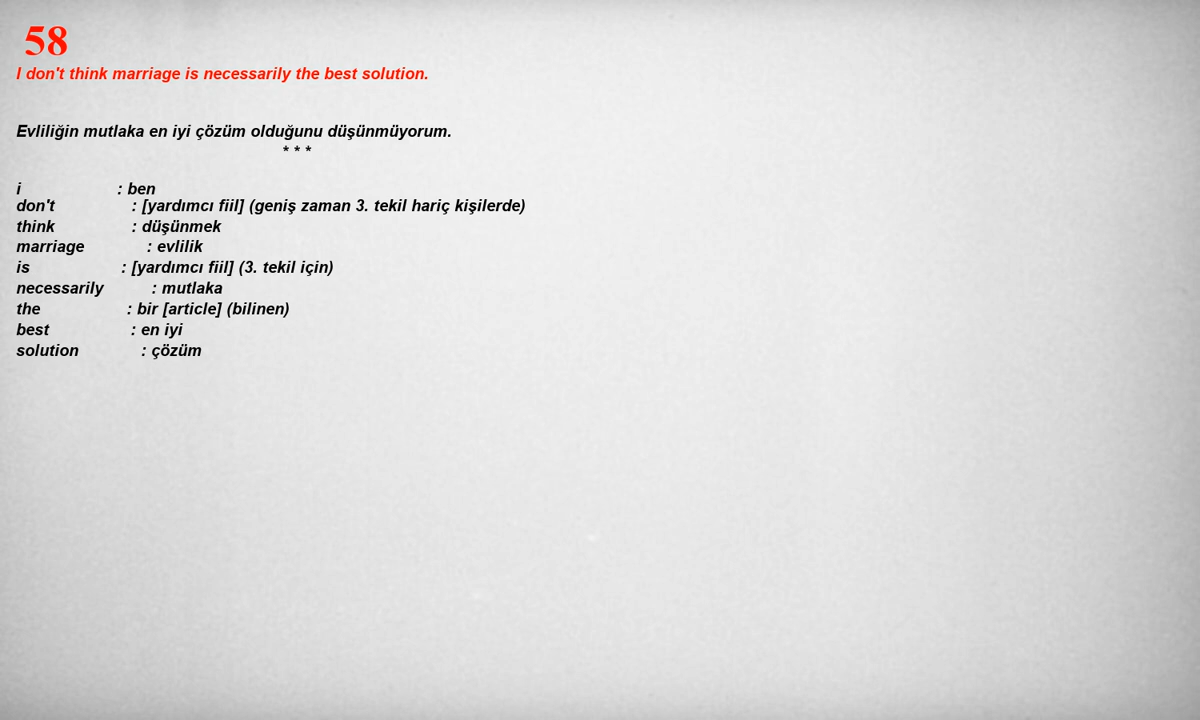 58
I don't think marriage is necessarily the best solution.
Evliliğin mutlaka en iyi çözüm olduğunu düşünmüyorum.
* * *
i : ben
don't : [yardımcı fiil] (geniş zaman 3. tekil hariç kişilerde)
think : düşünmek
marriage : evlilik
is : [yardımcı fiil] (3. tekil için)
necessarily : mutlaka
the : bir [article] (bilinen)
best : en iyi
solution : çözüm